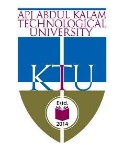 APJ ABDUL KALAM
TECHNOLOGICAL
UNIVERSITY
KTU
Estd.
2014